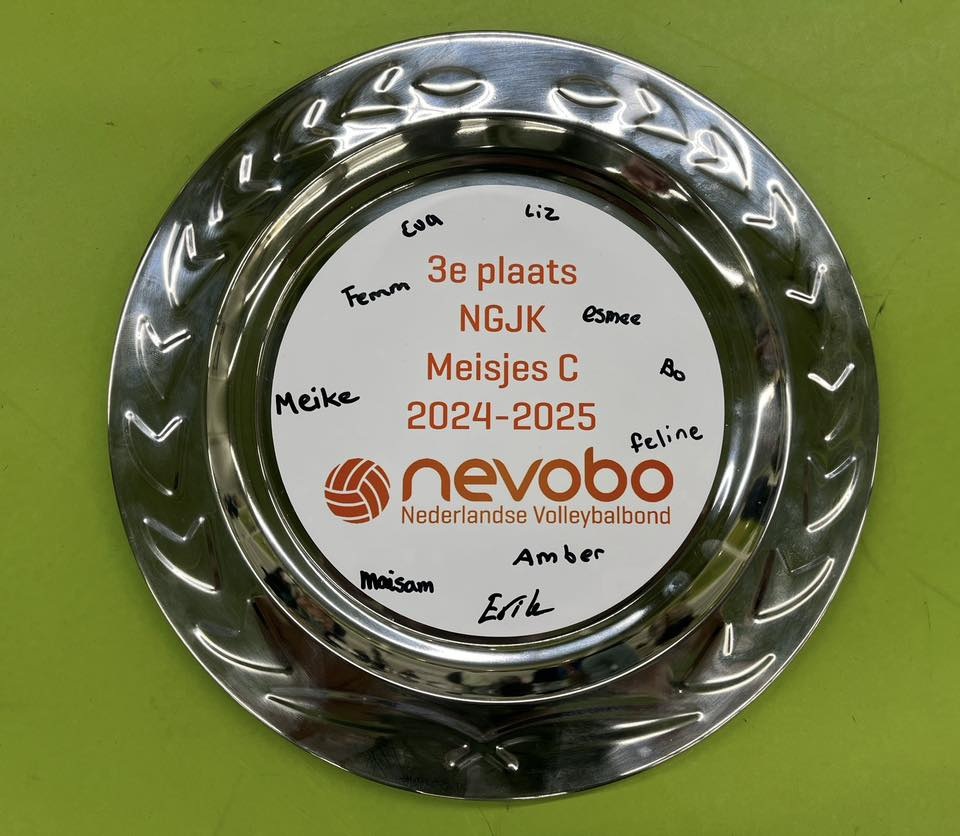 Eva
Liz
Femm
3e plaats
NGJK
esmee
Meisjes C
Bo
Meike
2024-2025
feline
nevobo
Nederlandse Volleybalbond
Amber
Maisam
Erik